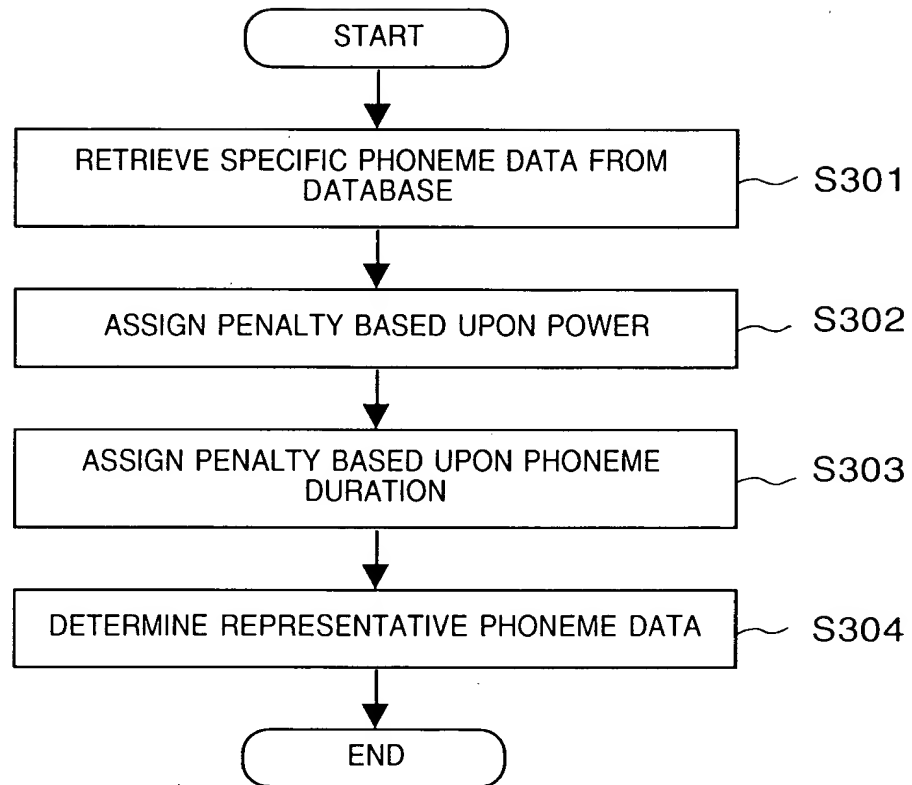 START
RETRIEVE SPECIFIC PHONEME DATA FROM
DATABASE
S301
ASSIGN PENALTY BASED UPON POWER
S302
ASSIGN PENALTY BASED UPON PHONEME
DURATION
S303
DETERMINE REPRESENTATIVE PHONEME DATA
S304
END